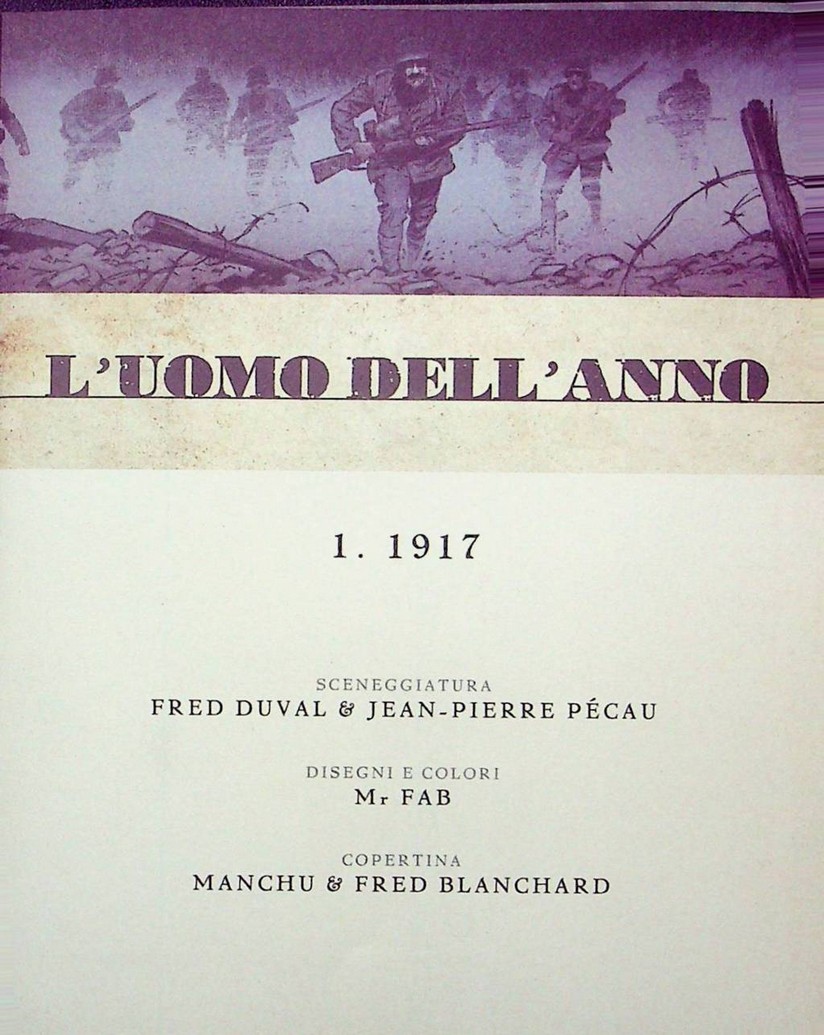 L'UOMO DELL'ANNO
1. 1917
SCENEGGIATURA
FRED DUVAL & JEAN-PIERRE PÉCAU
DISEGNI E COLORI
Mr FAB
COPERTINA
MANCHU & FRED BLANCHARD